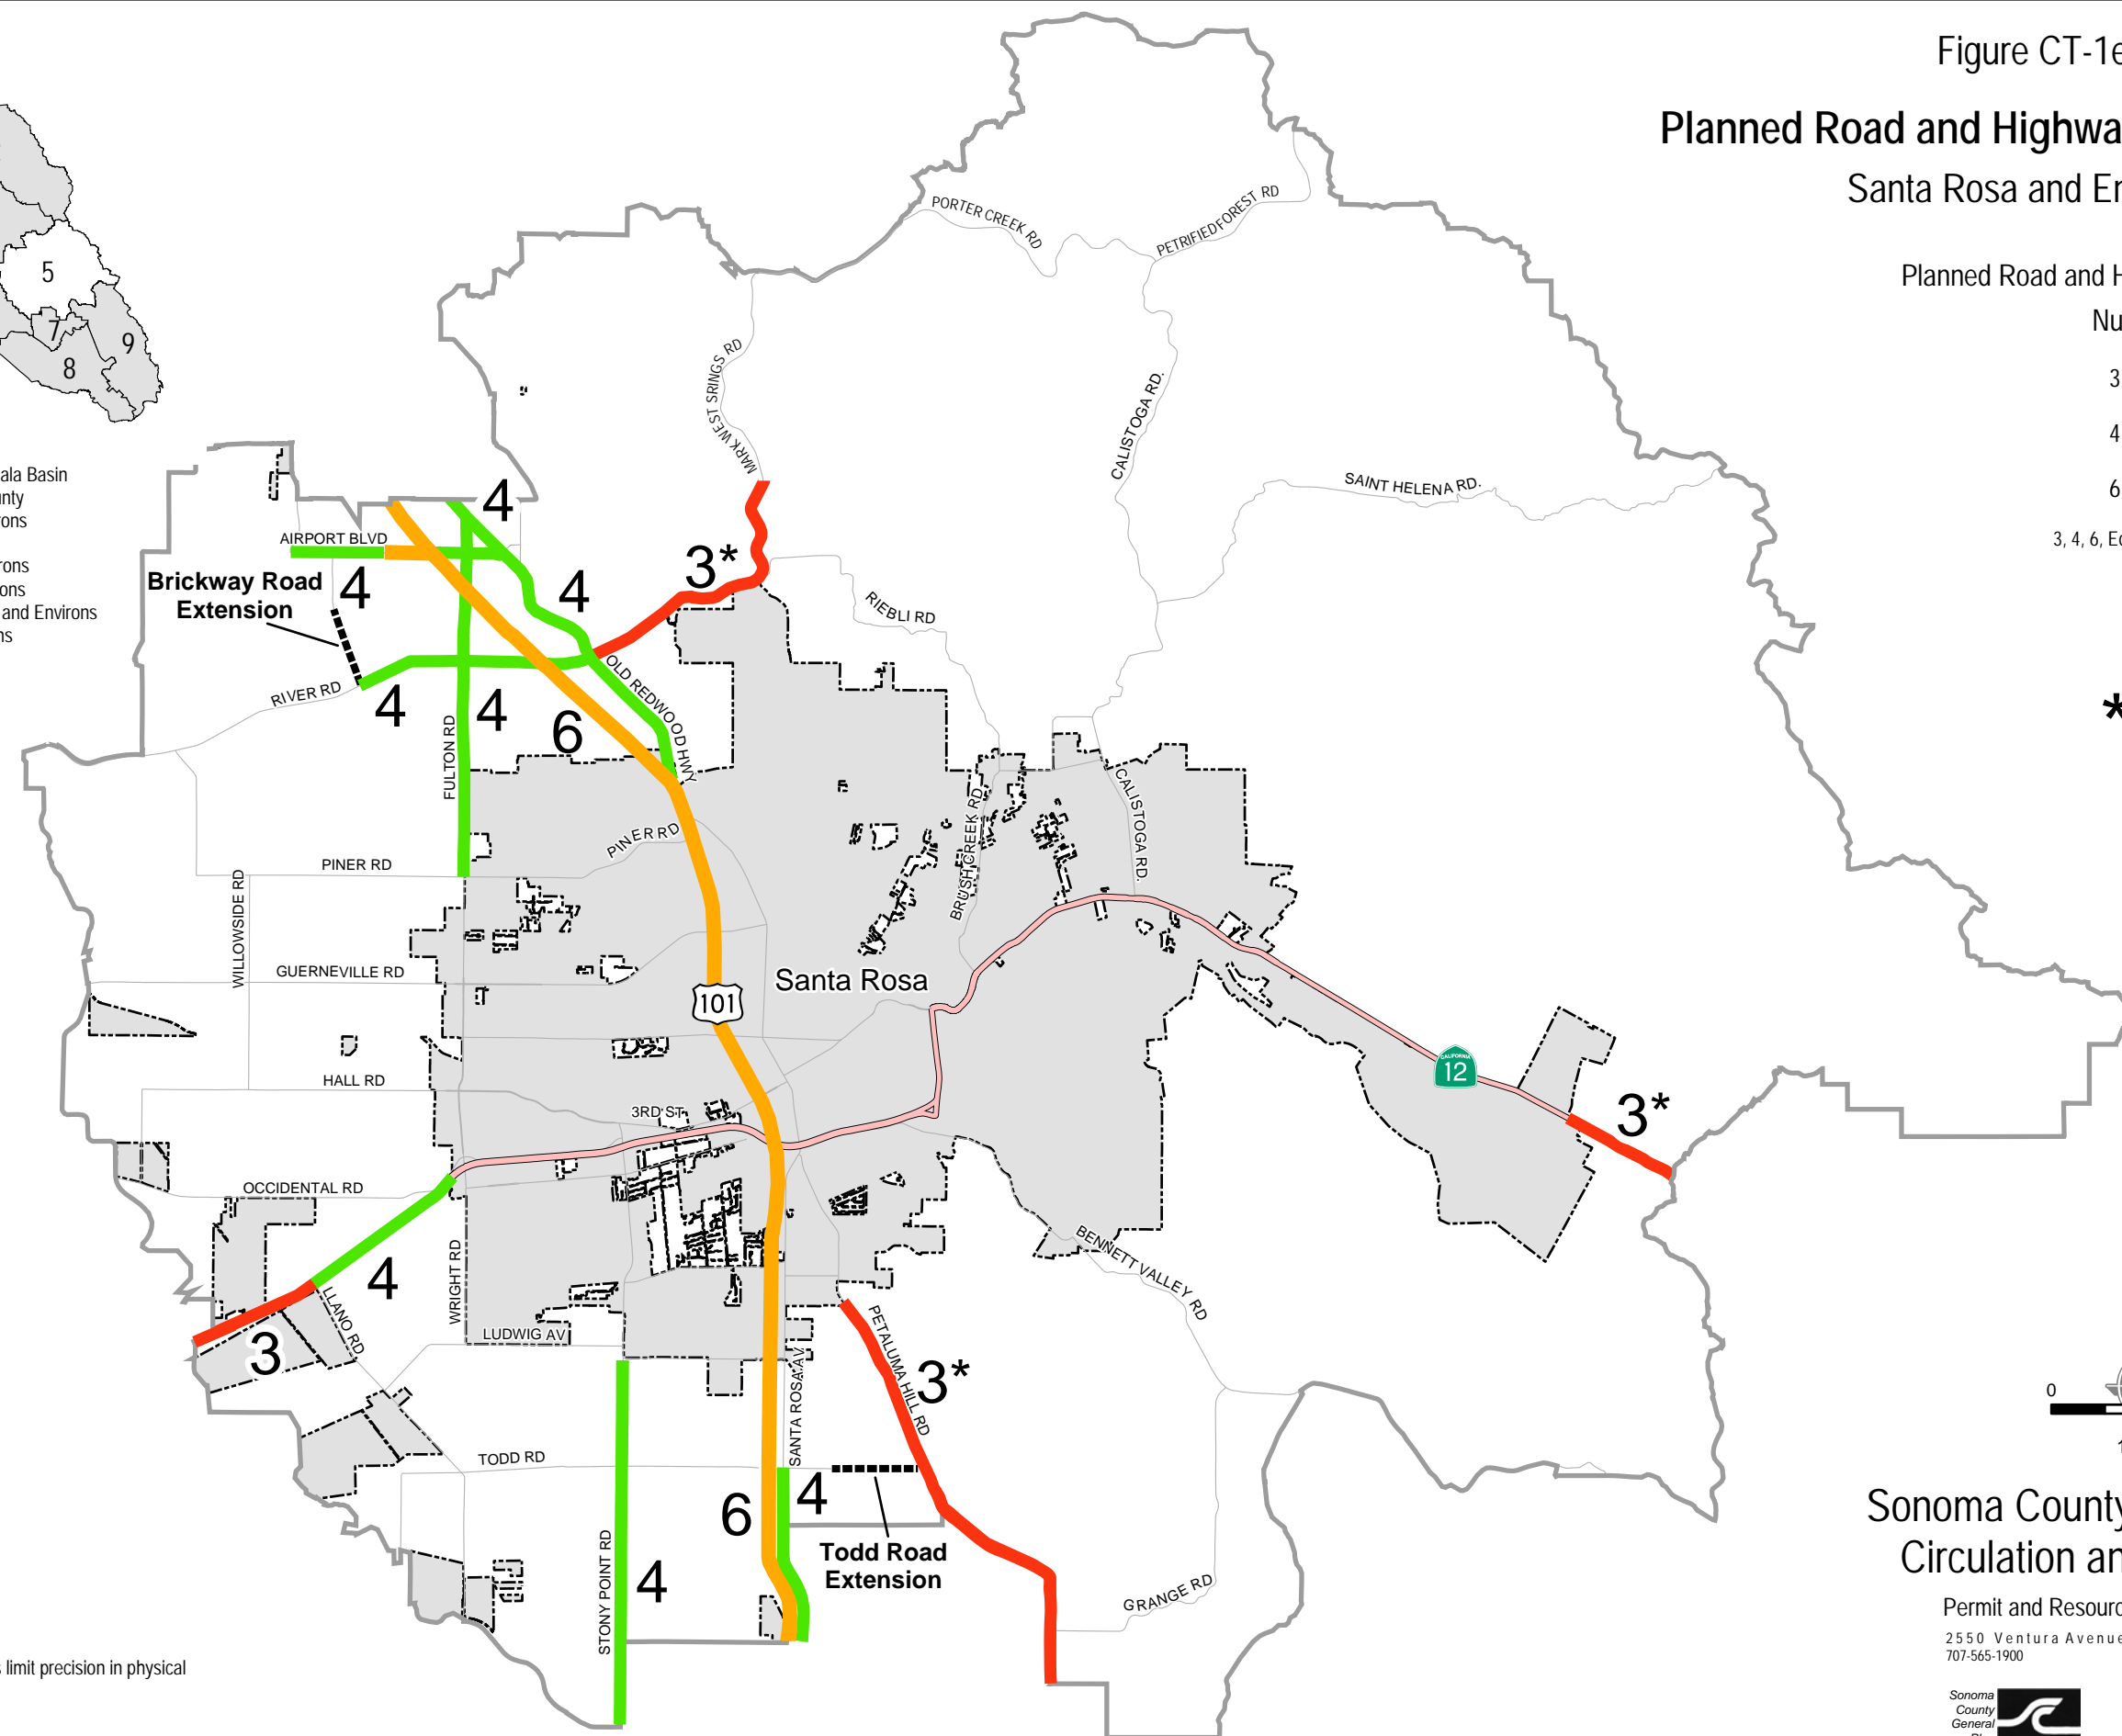 Figure CT-1e
Planned Road and Highwa
Santa Rosa and En
Planned Road and H
Nu
3
4
6
3, 4, 6, Ec
*
5
7
8
9
ala Basin
nty
rons
rons
ons
and Environs
ns
PORTER CREEK RD
PETRIFIED FOREST RD
MARK WEST SRINGS RD
CALISTOGA RD.
SAINT HELENA RD.
4
AIRPORT BLVD
3*
4
4
Brickway Road
Extension
RIEBLI RD
OLD REDWOOD HWY
RIVER RD
4
4
6
FULTON RD
PINER RD
PINER RD
BRUSH CREEK RD
CALISTOGA RD.
WILLOWSIDE RD
GUERNEVILLE RD
Santa Rosa
101
HALL RD
3RD ST
CALIFORNIA
12
3*
OCCIDENTAL RD
4
WRIGHT RD
LLANO RD
3
LUDWIG AV
BENNETT VALLEY RD
PETALUMA HILL RD
3*
SANTA ROSA AV
TODD RD
4
6
Todd Road
Extension
STONY POINT RD
4
GRANGE RD
0
1
Sonoma County
Circulation an
Permit and Resourc
2550 Ventura Avenue
707-565-1900
Sonoma
County
General
limit precision in physical